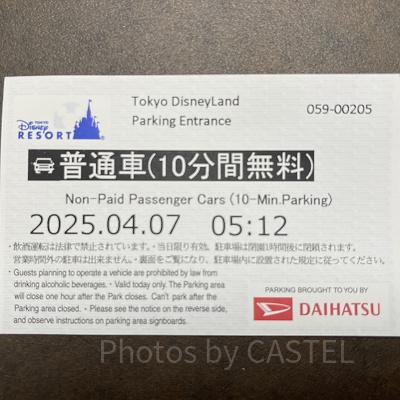 Tokyo DisneyLand
Parking Entrance
059-00205
TOKYO
Disney
RESORT
普通車(10分間無料)
Non-Paid Passenger Cars (10-Min.Parking)
2025.04.07 05:12
・飲酒運転は法律で禁止されています。・当日限り有効。駐車場は閉園1時間後に閉鎖されます。
営業時間外の駐車は出来ません。・裏面をご覧になり、駐車場内に設置された規定に従ってください。
・Guests planning to operate a vehicle are prohibited by law from
drinking alcoholic beverages. ・Valid today only. The Parking area
will close one hour after the Park closes. Can't park after the
Parking area closed. ・Please see the notice on the reverse side,
and observe instructions on parking area signboards.
PARKING BROUGHT TO YOU BY
DAIHATSU
Photos by CASTEL